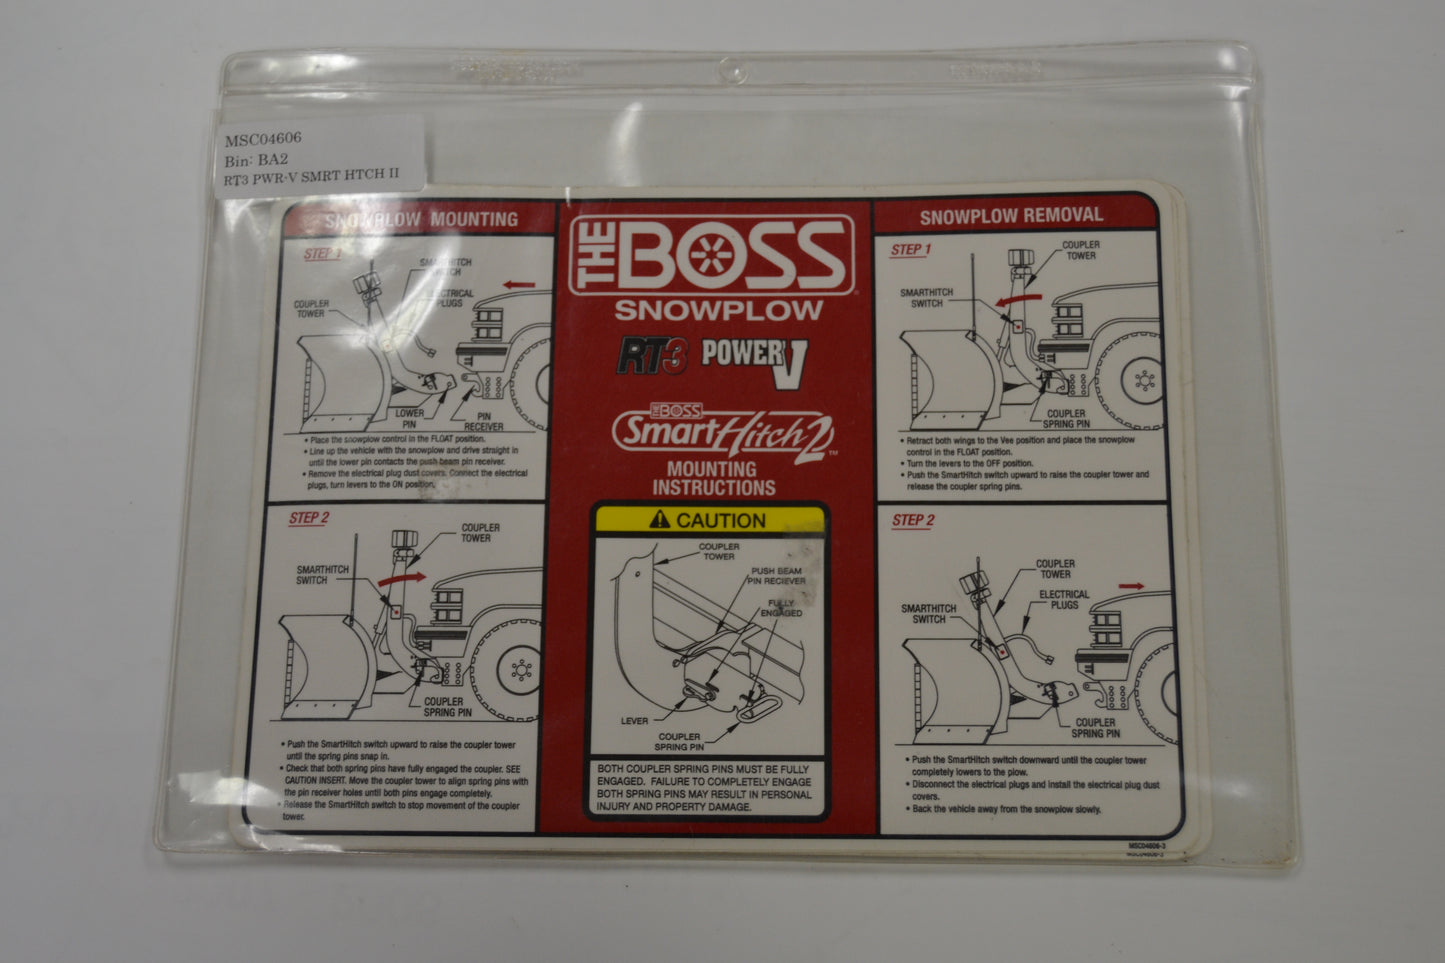 MSC04606
Bin: BA2
RT3 PWR-V SMRT HTCH II
SNOWPLOW MOUNTING
STEP 1
SMARTHITCH
SWITCH
ELECTRICAL
PLUGS
COUPLER
TOWER
LOWER
PIN
PIN
RECEIVER
• Place the snowplow control in the FLOAT position.
• Line up the vehicle with the snowplow and drive straight in
until the lower pin contacts the push beam pin receiver.
• Remove the electrical plug dust covers. Connect the electrical
plugs, turn levers to the ON position.
STEP 2
COUPLER
TOWER
SMARTHITCH
SWITCH
COUPLER
SPRING PIN
• Push the SmartHitch switch upward to raise the coupler tower
until the spring pins snap in.
• Check that both spring pins have fully engaged the coupler. SEE
CAUTION INSERT. Move the coupler tower to align spring pins with
the pin receiver holes until both pins engage completely.
• Release the SmartHitch switch to stop movement of the coupler
tower.
THE BOSS
SNOWPLOW
RT3 POWER V
THE BOSS
SmartHitch2™
MOUNTING
INSTRUCTIONS
CAUTION
COUPLER
TOWER
PUSH BEAM
PIN RECIEVER
FULLY
ENGAGED
LEVER
COUPLER
SPRING PIN
BOTH COUPLER SPRING PINS MUST BE FULLY
ENGAGED. FAILURE TO COMPLETELY ENGAGE
BOTH SPRING PINS MAY RESULT IN PERSONAL
INJURY AND PROPERTY DAMAGE.
SNOWPLOW REMOVAL
STEP 1
COUPLER
TOWER
SMARTHITCH
SWITCH
COUPLER
SPRING PIN
• Retract both wings to the Vee position and place the snowplow
control in the FLOAT position.
• Turn the levers to the OFF position.
• Push the SmartHitch switch upward to raise the coupler tower and
release the coupler spring pins.
STEP 2
COUPLER
TOWER
ELECTRICAL
PLUGS
SMARTHITCH
SWITCH
COUPLER
SPRING PIN
• Push the SmartHitch switch downward until the coupler tower
completely lowers to the plow.
• Disconnect the electrical plugs and install the electrical plug dust
covers.
• Back the vehicle away from the snowplow slowly.
MSC04606-3
MSC04606-3